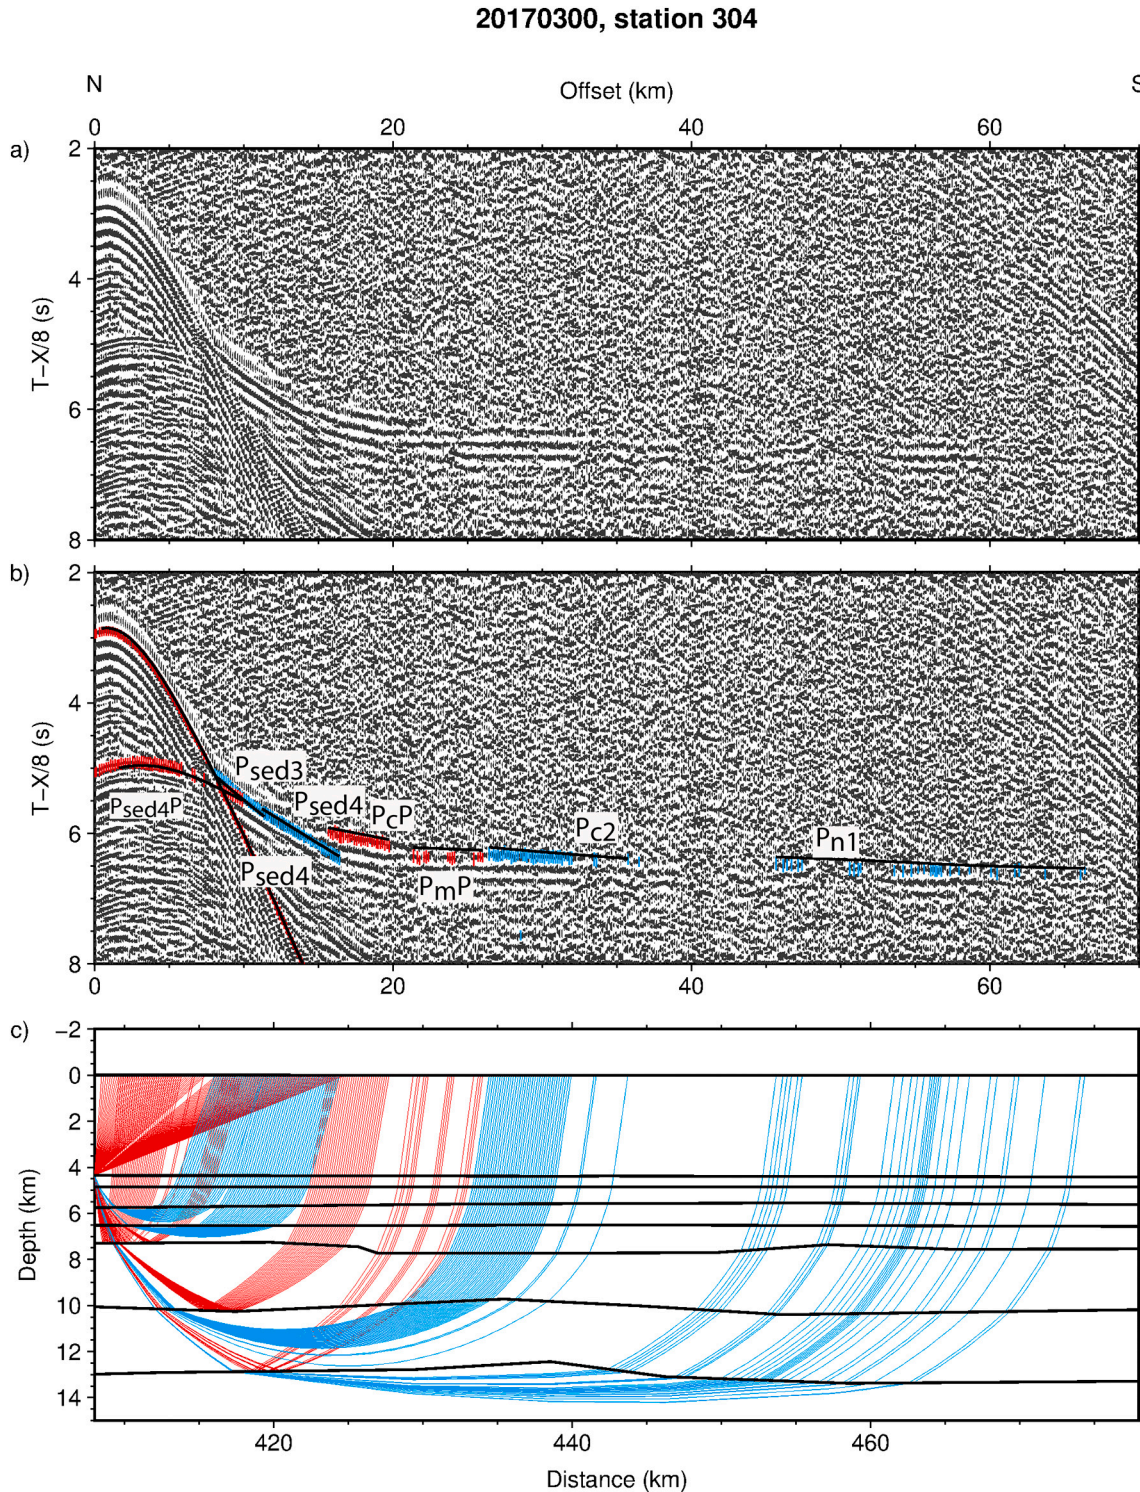 20170300, station 304
N
Offset (km)
S
0 20 40 60
a)
2
4
6
8
T-X/8 (s)
b)
2
4
6
8
T-X/8 (s)
Psed3
Psed4
Psed4P
PcP
Pc2
Pn1
Psed4
PmP
0 20 40 60
c)
-2
0
2
4
6
8
10
12
14
Depth (km)
420 440 460
Distance (km)